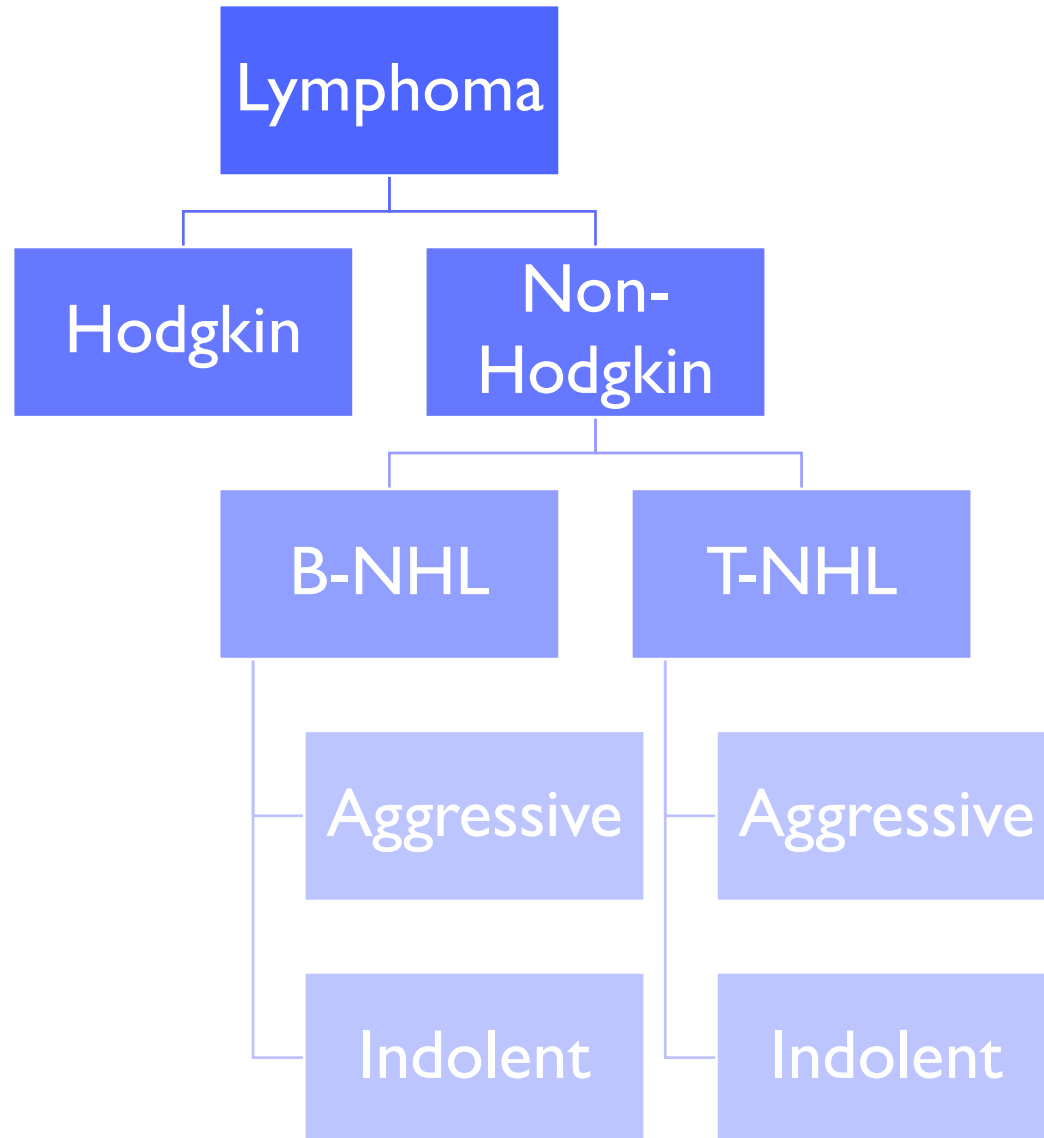 Lymphoma
Hodgkin
Non-
Hodgkin
B-NHL
T-NHL
Aggressive
Aggressive
Indolent
Indolent